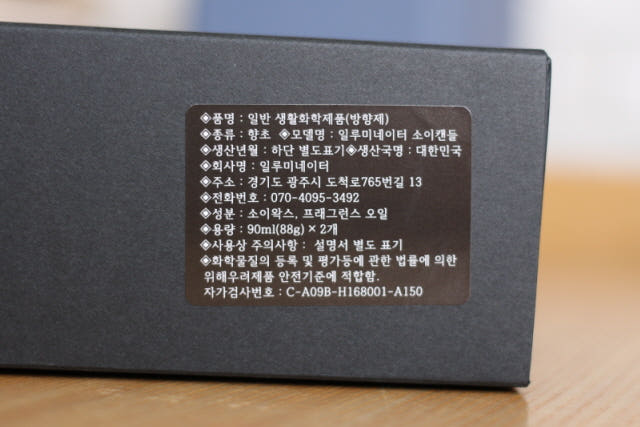 ◈품명 : 일반 생활화학제품(방향제)
◈종류 : 향초 ◈모델명 : 일루미네이터 소이캔들
◈생산년월 : 하단 별도표기◈생산국명 : 대한민국
◈회사명 : 일루미네이터
◈주소 : 경기도 광주시 도척로765번길 13
◈전화번호 : 070-4095-3492
◈성분 : 소이왁스, 프래그런스 오일
◈용량 : 90ml(88g) × 2개
◈사용상 주의사항 : 설명서 별도 표기
◈화학물질의 등록 및 평가등에 관한 법률에 의한
위해우려제품 안전기준에 적합함.
자가검사번호 : C-A09B-H168001-A150